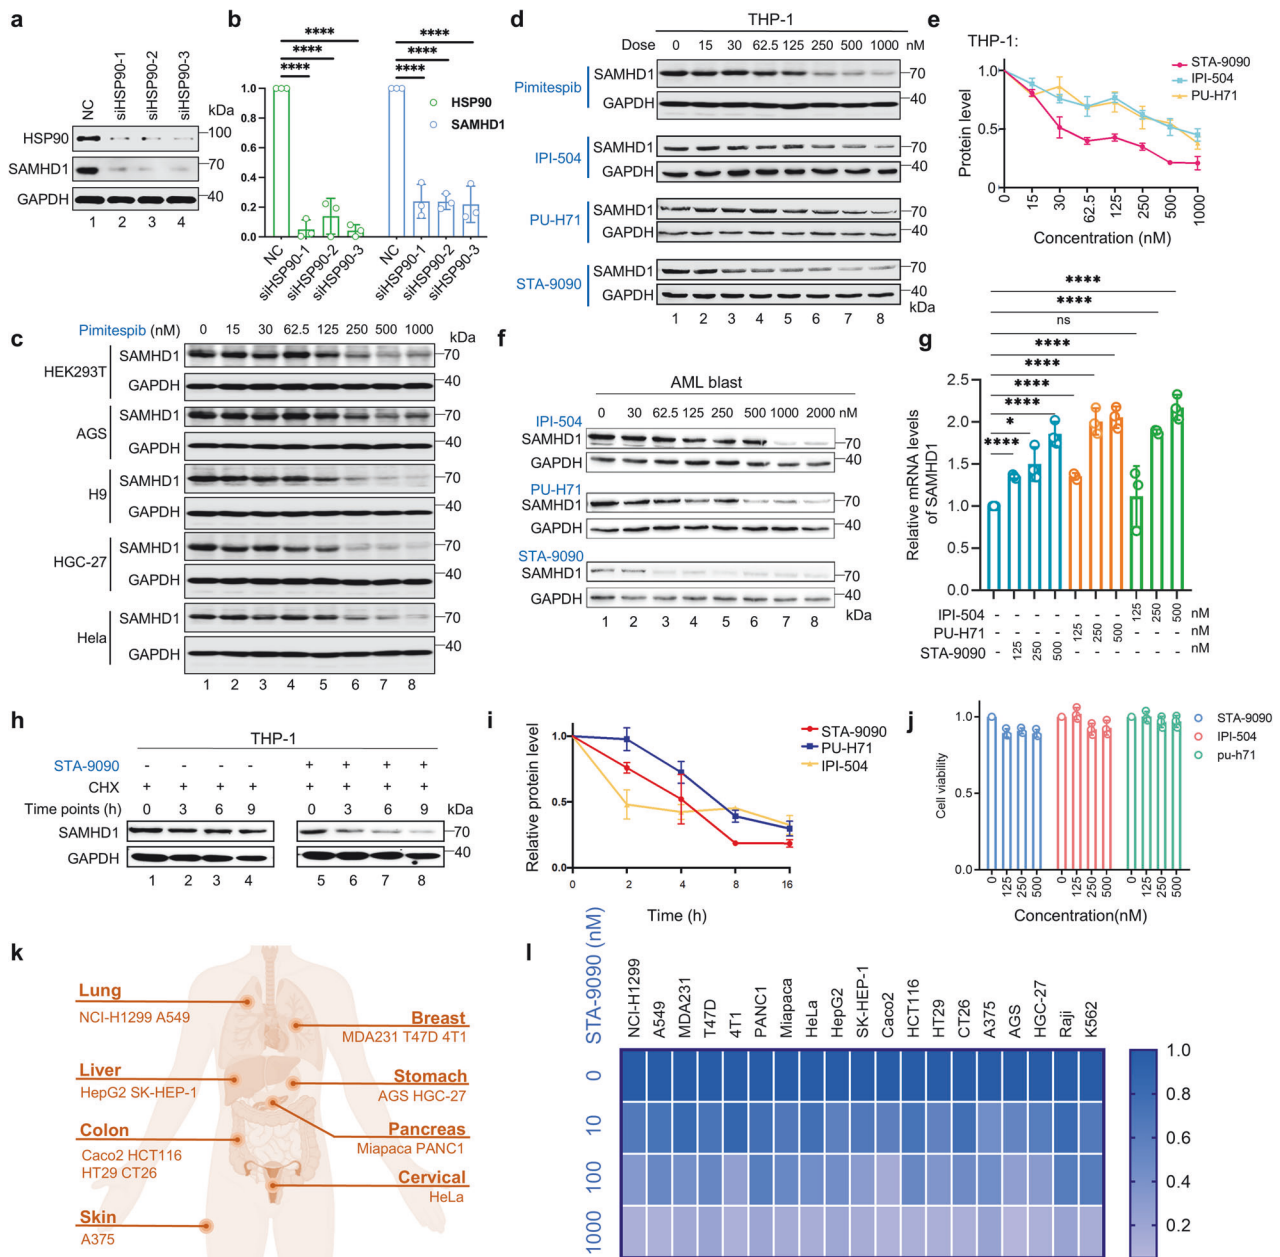 a
NC
siHSP90-1
siHSP90-2
siHSP90-3
kDa
HSP90
100
SAMHD1
70
GAPDH
40
1 2 3 4
b
**** ****
**** ****
**** ****
1.0
0.8
0.6
0.4
0.2
0.0
HSP90
SAMHD1
NC siHSP90-1 siHSP90-2 siHSP90-3 NC siHSP90-1 siHSP90-2 siHSP90-3
c
Pimitespib (nM) 0 15 30 62.5 125 250 500 1000 kDa
HEK293T
SAMHD1 70
GAPDH 40
AGS
SAMHD1 70
GAPDH 40
H9
SAMHD1 70
GAPDH 40
HGC-27
SAMHD1 70
GAPDH 40
Hela
SAMHD1 70
GAPDH 40
1 2 3 4 5 6 7 8
d
THP-1
Dose 0 15 30 62.5 125 250 500 1000 nM
Pimitespib
SAMHD1 70
GAPDH 40
IPI-504
SAMHD1 70
GAPDH 40
PU-H71
SAMHD1 70
GAPDH 40
STA-9090
SAMHD1 70
GAPDH 40
kDa
1 2 3 4 5 6 7 8
e
THP-1:
STA-9090
IPI-504
PU-H71
Protein level
1.0
0.5
0
0 15 30 62.5 125 250 500 1000
Concentration (nM)
f
AML blast
0 30 62.5 125 250 500 1000 2000 nM
IPI-504
SAMHD1 70
GAPDH 40
PU-H71
SAMHD1 70
GAPDH 40
STA-9090
SAMHD1 70
GAPDH 40
1 2 3 4 5 6 7 8 kDa
g
****
****
ns
****
****
****
****
*
****
Relative mRNA levels
of SAMHD1
2.5
2.0
1.5
1.0
0.5
0.0
IPI-504 - - - - - - - 125 250 500 nM
PU-H71 - - - - 125 250 500 - - - nM
STA-9090 - 125 250 500 - - - - - - nM
h
THP-1
STA-9090 - - - - + + + +
CHX + + + + + + + +
Time points (h) 0 3 6 9 0 3 6 9 kDa
SAMHD1 70
GAPDH 40
1 2 3 4 5 6 7 8
i
Relative protein level
1.0
0.5
0.0
0 2 4 8 16
Time (h)
STA-9090
PU-H71
IPI-504
j
Cell viability
1.0
0.5
0.0
0 125 250 500 0 125 250 500 0 125 250 500
Concentration(nM)
STA-9090
IPI-504
pu-h71
k
Lung
NCI-H1299 A549
Breast
MDA231 T47D 4T1
Liver
HepG2 SK-HEP-1
Stomach
AGS HGC-27
Colon
Caco2 HCT116
HT29 CT26
Pancreas
Miapaca PANC1
Cervical
HeLa
Skin
A375
l
STA-9090 (nM)
NCI-H1299 A549 MDA231 T47D 4T1 PANC1 Miapaca HeLa HepG2 SK-HEP-1 Caco2 HCT116 HT29 CT26 A375 AGS HGC-27 Raji K562
0
10
100
1000
1.0
0.8
0.6
0.4
0.2